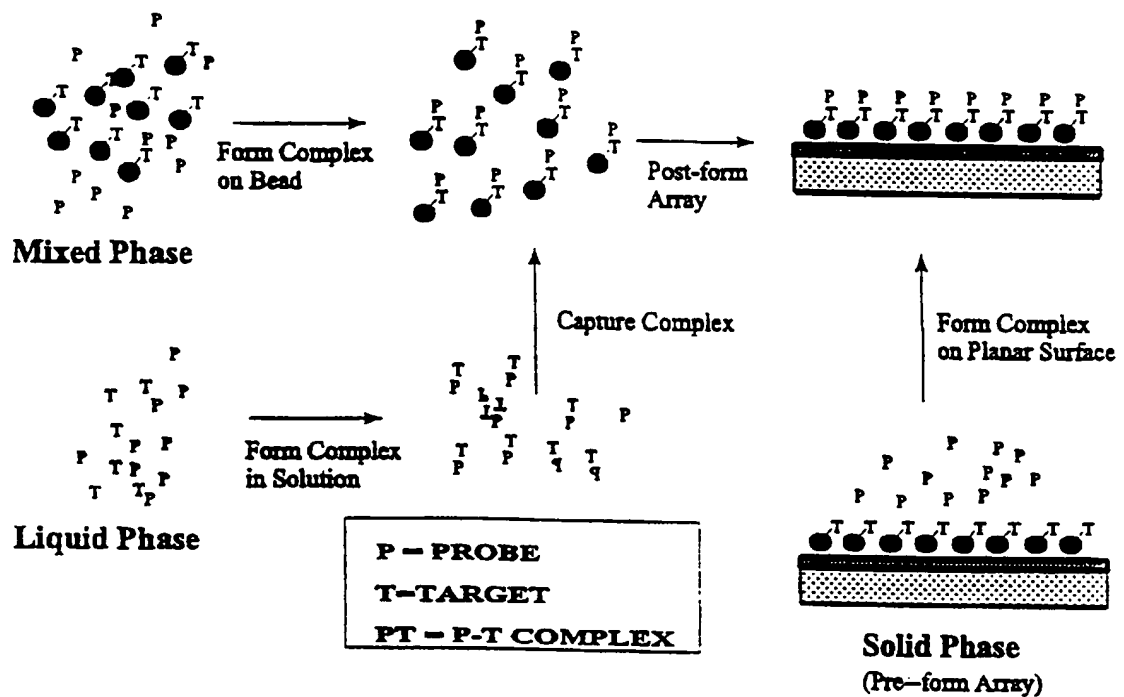 Form Complex
on Bead
Post-form
Array
Mixed Phase
Capture Complex
Form Complex
on Planar Surface
Form Complex
in Solution
Liquid Phase
P = PROBE
T=TARGET
PT = P-T COMPLEX
Solid Phase
(Pre-form Array)
P
T